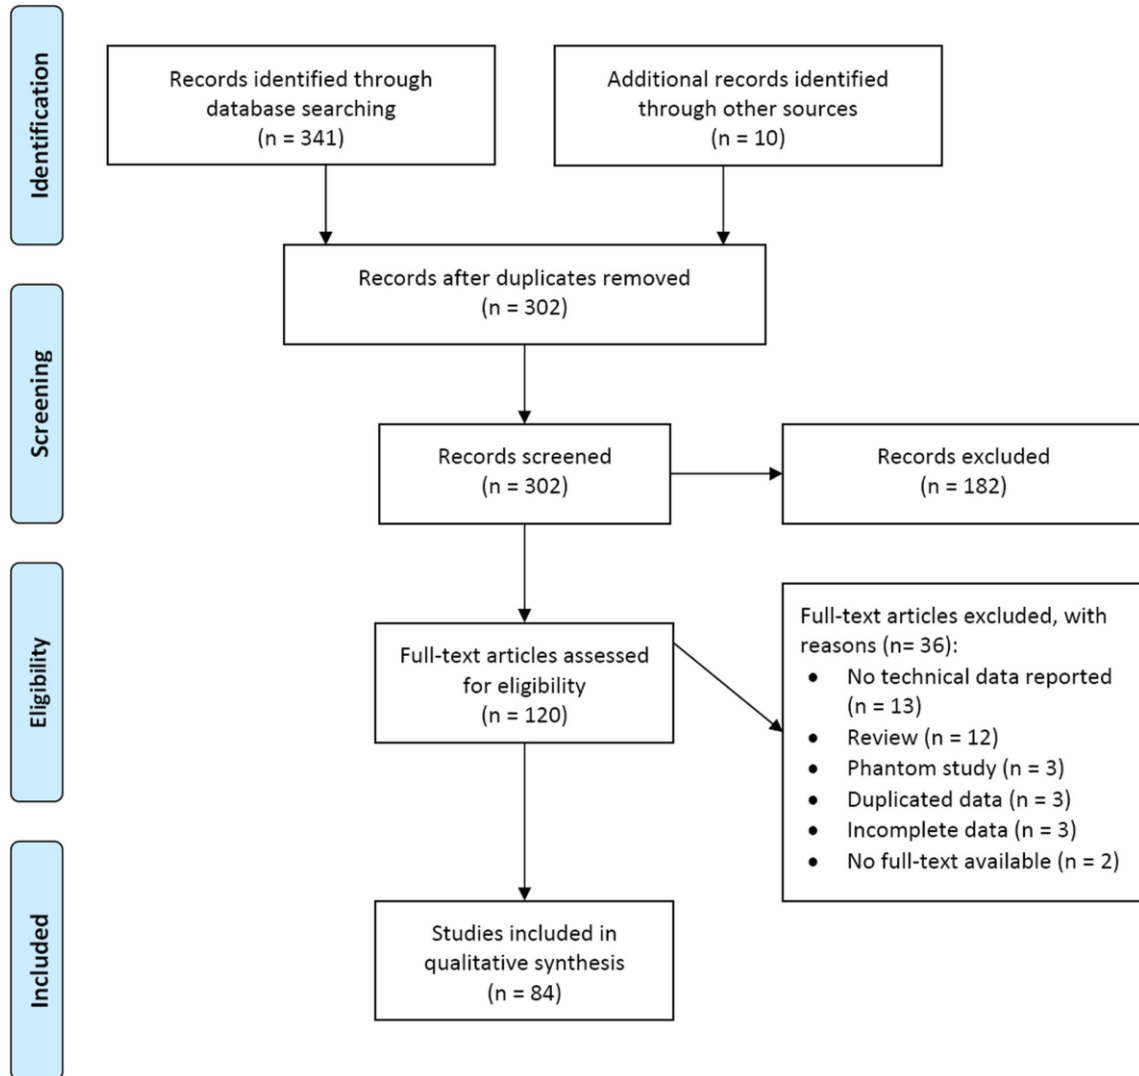 Identification
Records identified through
database searching
(n = 341)
Additional records identified
through other sources
(n = 10)
Records after duplicates removed
(n = 302)
Screening
Records screened
(n = 302)
Records excluded
(n = 182)
Eligibility
Full-text articles assessed
for eligibility
(n = 120)
Full-text articles excluded, with
reasons (n= 36):
• No technical data reported
(n = 13)
• Review (n = 12)
• Phantom study (n = 3)
• Duplicated data (n = 3)
• Incomplete data (n = 3)
• No full-text available (n = 2)
Included
Studies included in
qualitative synthesis
(n = 84)